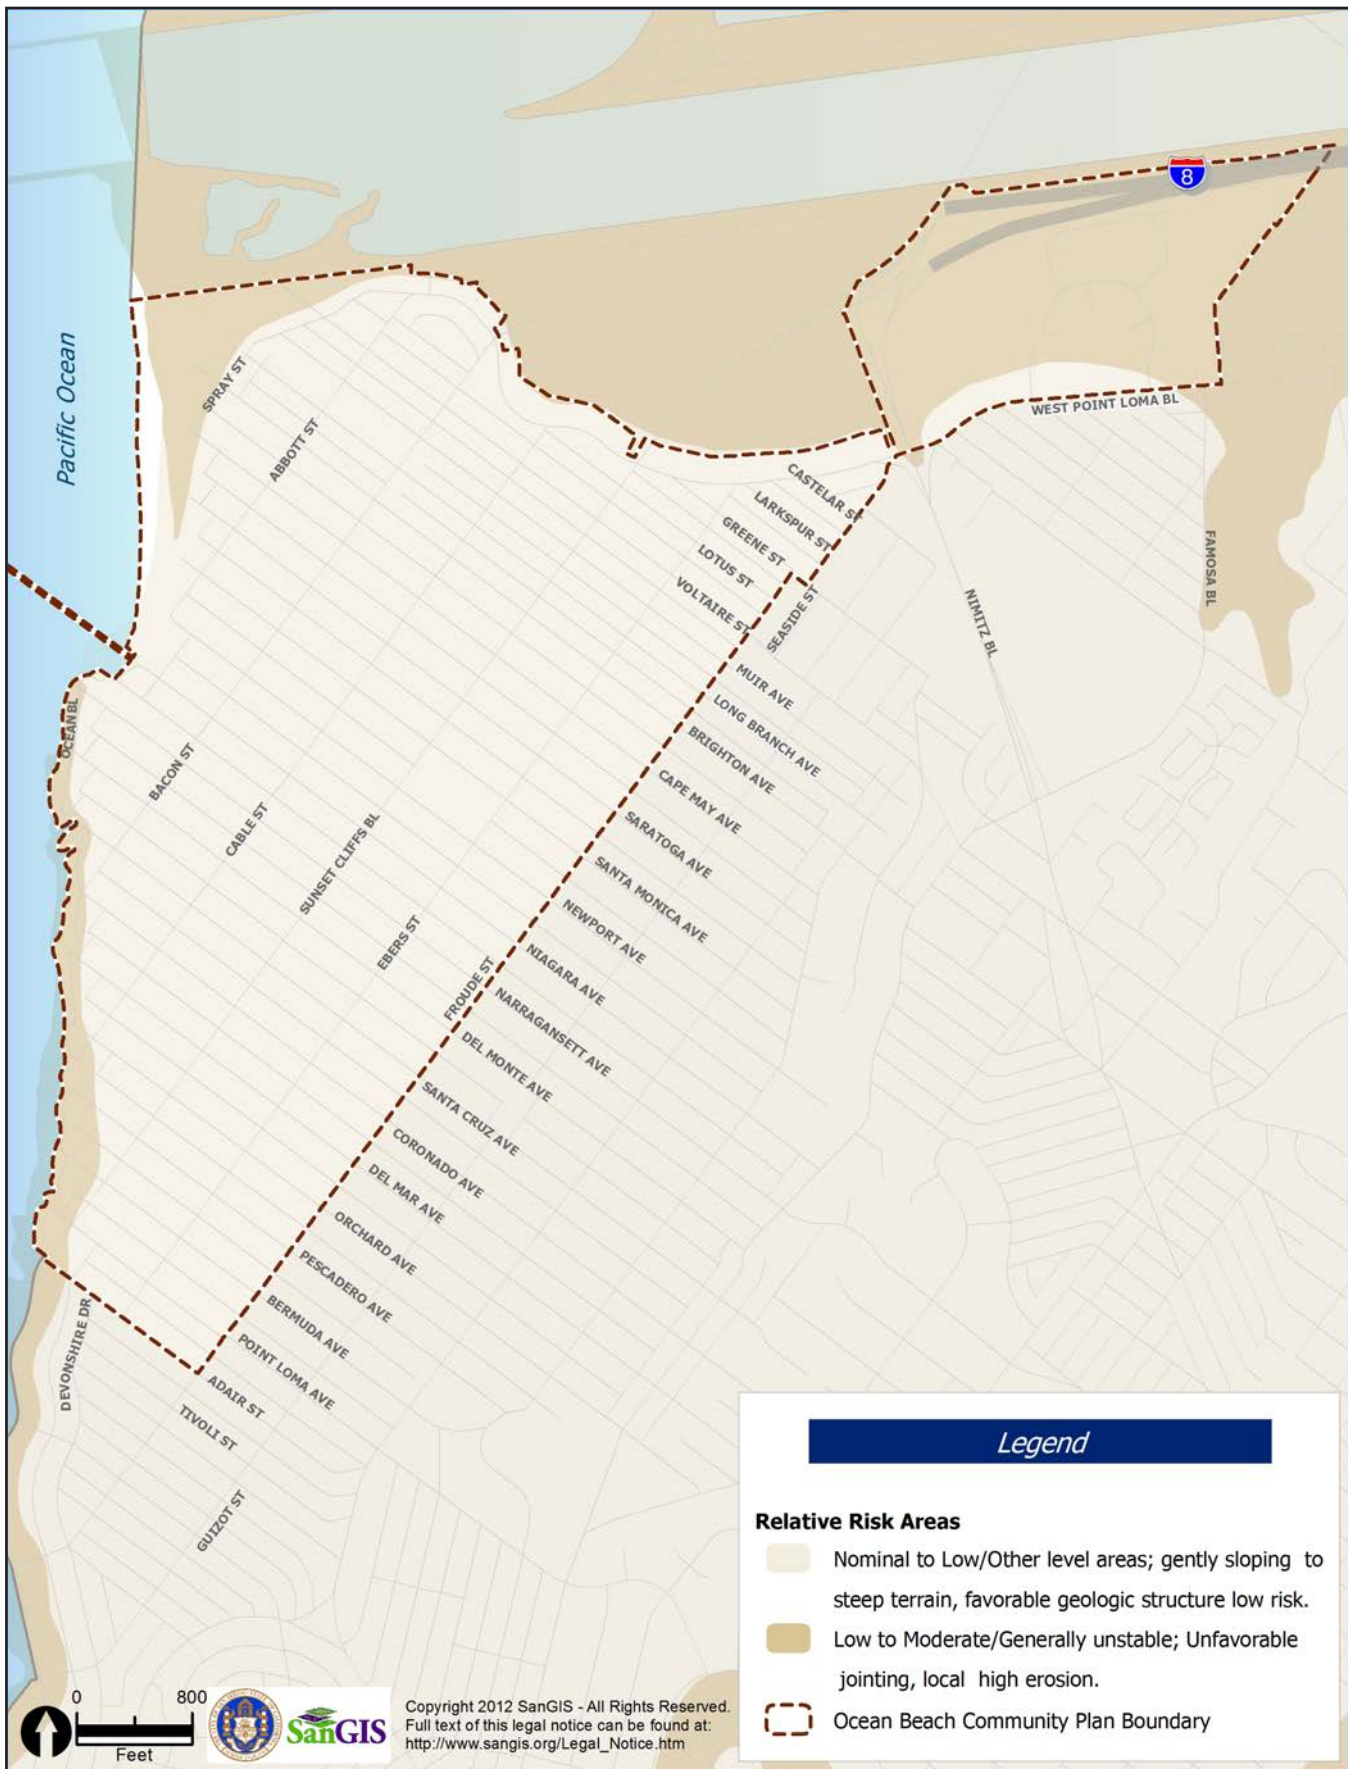 8
Pacific Ocean
SPRAY ST
ABBOTT ST
WEST POINT LOMA BL
CASTELAR ST
LARKSPUR ST
GREENE ST
LOTUS ST
VOLTAIRE ST
SEASIDE ST
FAMOSA BL
NIMITZ BL
MUIR AVE
LONG BRANCH AVE
BRIGHTON AVE
CAPE MAY AVE
SARATOGA AVE
SANTA MONICA AVE
NEWPORT AVE
NIAGARA AVE
NARRAGANSETT AVE
DEL MONTE AVE
SANTA CRUZ AVE
CORONADO AVE
DEL MAR AVE
ORCHARD AVE
PESCADERO AVE
BERMUDA AVE
POINT LOMA AVE
ADAIR ST
TIVOLI ST
GUIZOT ST
OCEAN BL
BACON ST
CABLE ST
SUNSET CLIFFS BL
EBERS ST
FROUDE ST
DEVONSHIRE DR
Legend
Relative Risk Areas
Nominal to Low/Other level areas; gently sloping to
steep terrain, favorable geologic structure low risk.
Low to Moderate/Generally unstable; Unfavorable
jointing, local high erosion.
Ocean Beach Community Plan Boundary
0 800
Feet
SanGIS
Copyright 2012 SanGIS - All Rights Reserved.
Full text of this legal notice can be found at:
http://www.sangis.org/Legal_Notice.htm